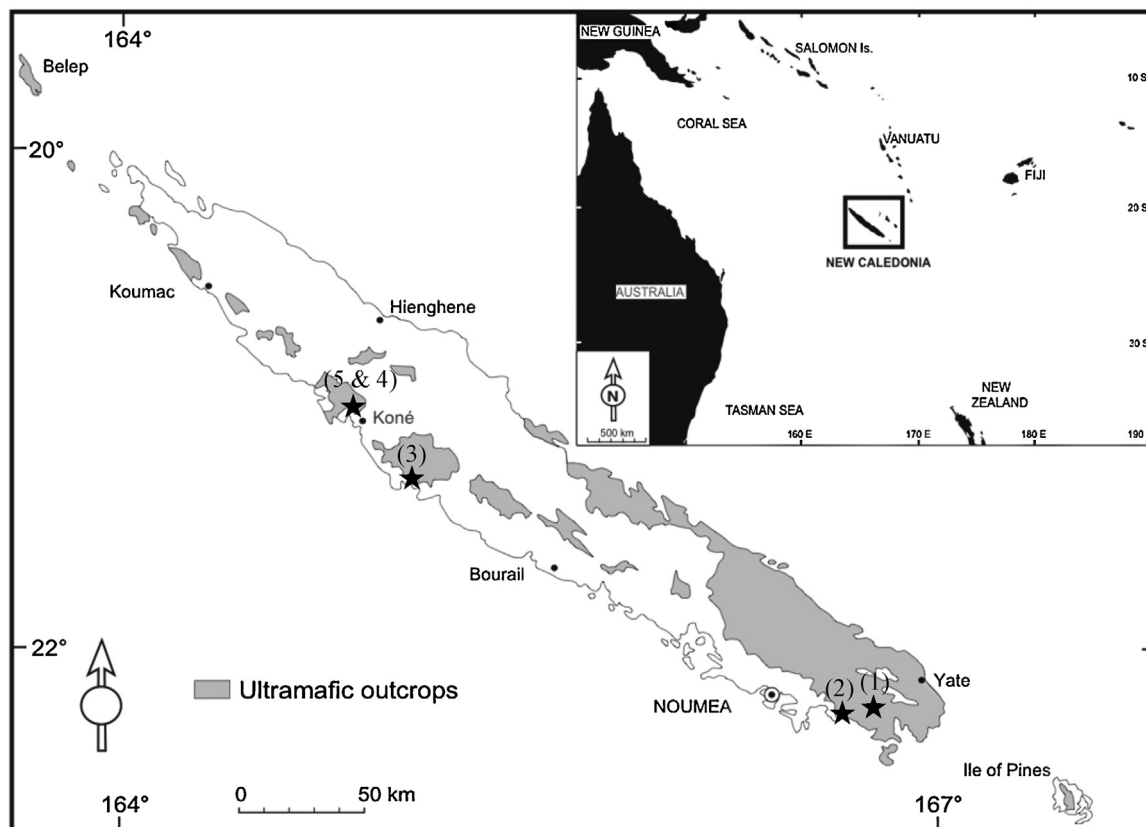 164°
NEW GUINEA
SALOMON Is.
Belep
10 S
CORAL SEA
20°
VANUATU
FIJI
20 S
NEW CALEDONIA
Koumac
Hienghene
AUSTRALIA
30 S
(5 & 4)
N
NEW
ZEALAND
Koné
TASMAN SEA
500 km
160 E
170 E
180 E
190
(3)
Bourail
22°
Ultramafic outcrops
(2)
(1)
Yate
NOUMEA
Ile of Pines
0
50 km
164°
167°